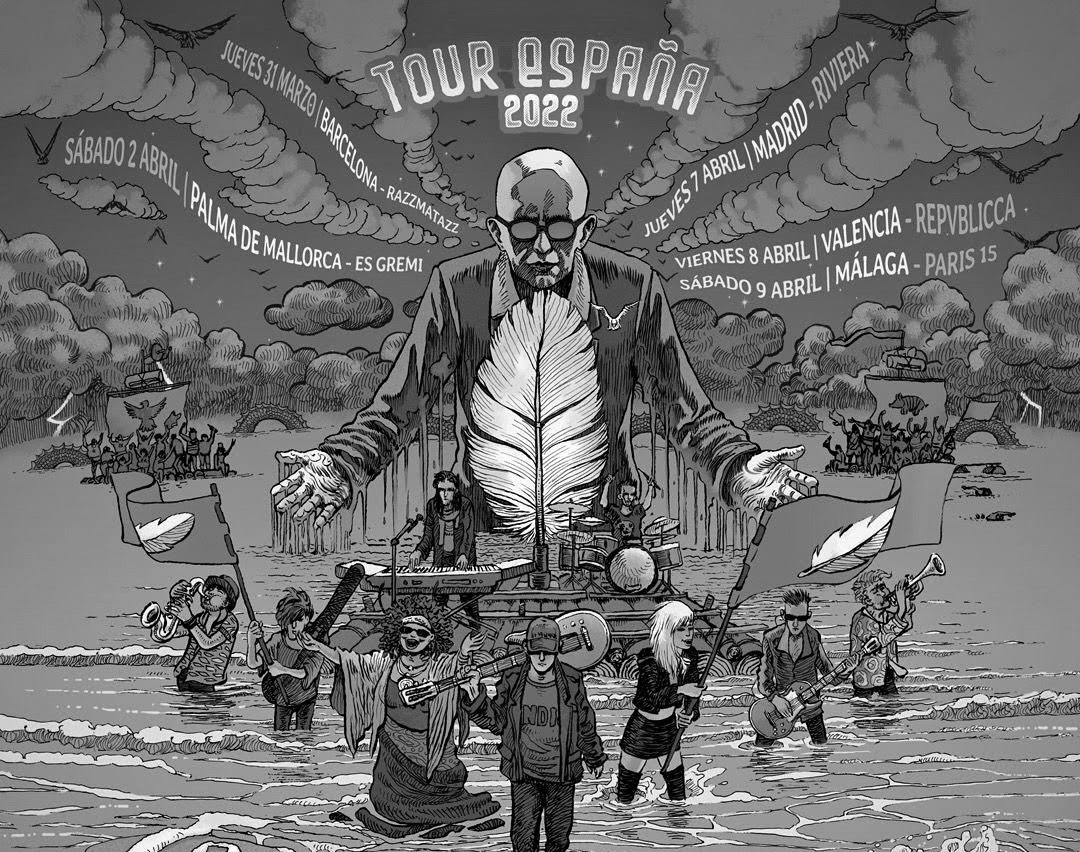 TOUR ESPAÑA
2022
JUEVES 31 MARZO | BARCELONA - RAZZMATAZZ
SÁBADO 2 ABRIL | PALMA DE MALLORCA - ES GREMI
JUEVES 7 ABRIL | MADRID - RIVIERA
VIERNES 8 ABRIL | VALENCIA - REPVBLICCA
SÁBADO 9 ABRIL | MÁLAGA - PARIS 15